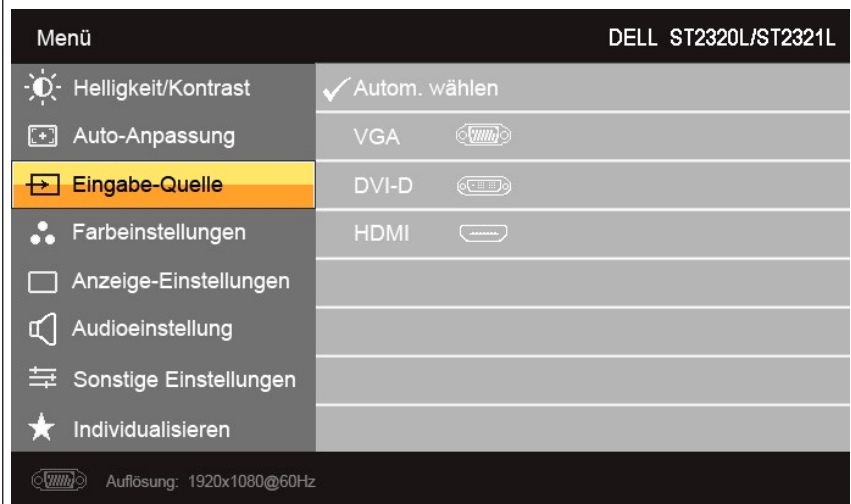 Menü
DELL ST2320L/ST2321L
Helligkeit/Kontrast
Auto-Anpassung
Eingabe-Quelle
Farbeinstellungen
Anzeige-Einstellungen
Audioeinstellung
Sonstige Einstellungen
Individualisieren
Autom. wählen
VGA
DVI-D
HDMI
Auflösung: 1920x1080@60Hz